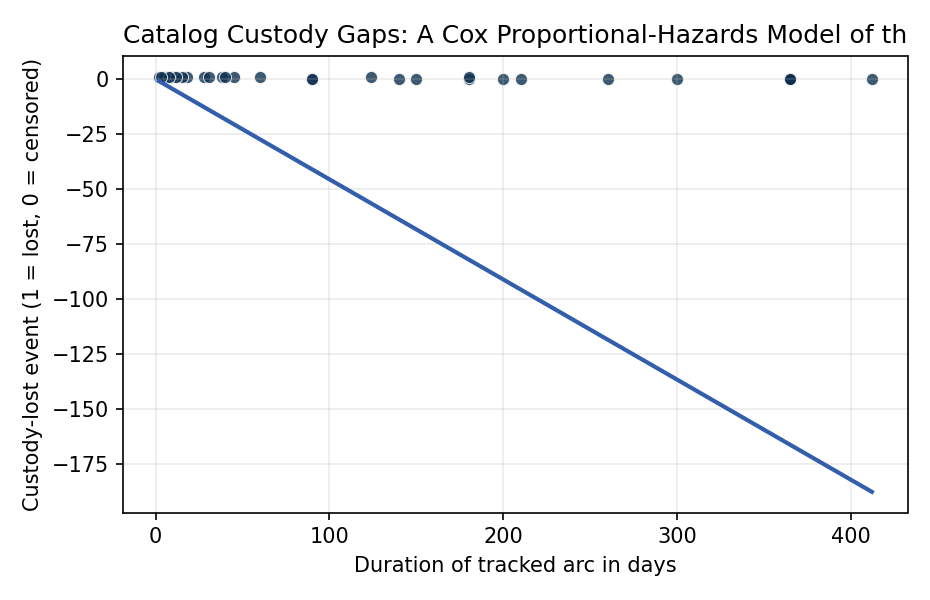 Catalog Custody Gaps: A Cox Proportional-Hazards Model of th
Custody-lost event (1 = lost, 0 = censored)
0
−25
−50
−75
−100
−125
−150
−175
0 100 200 300 400
Duration of tracked arc in days